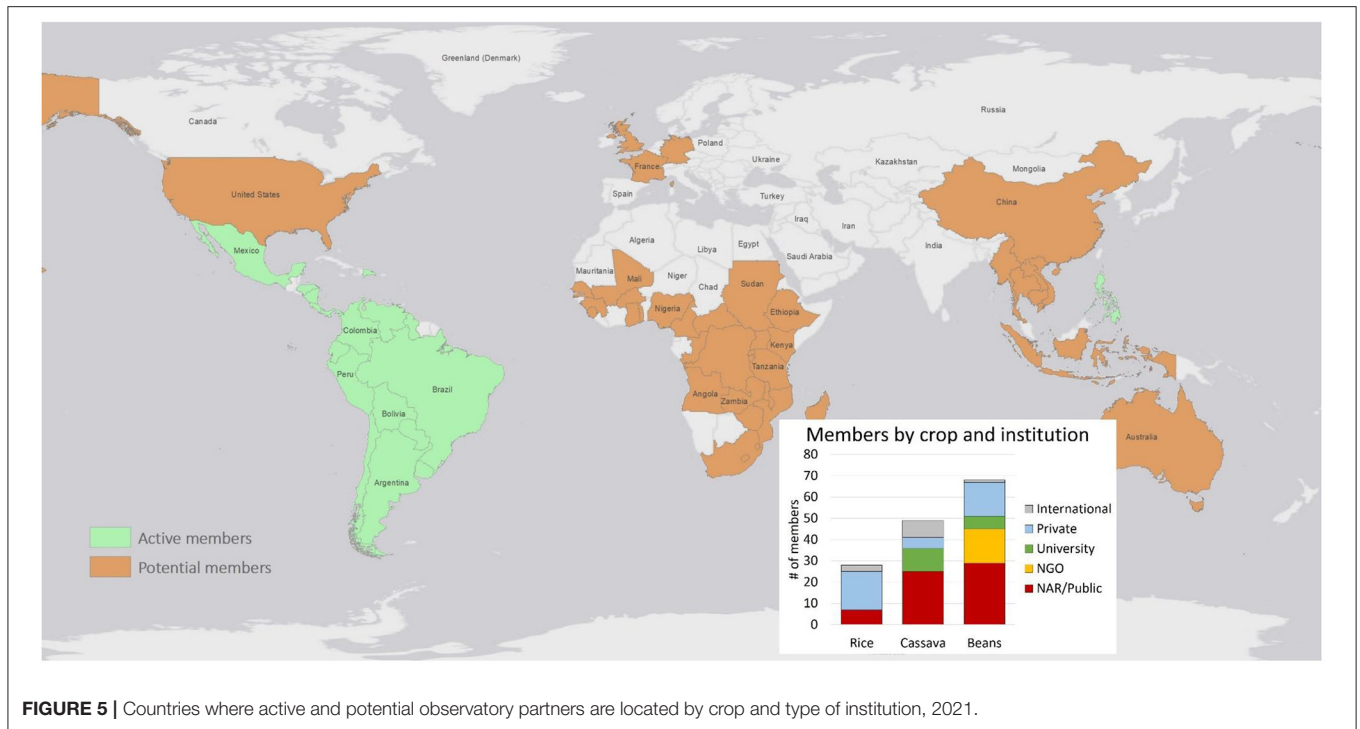 Greenland (Denmark)
Russia
Canada
Poland
Ukraine
Kazakhstan
Mongolia
France
United States
Spain
Turkey
China
Iraq
Iran
Algeria
Libya
Egypt
India
Saudi Arabia
Mexico
Mauritania
Mali
Niger
Chad
Sudan
Nigeria
Ethiopia
Colombia
Kenya
Peru
Brazil
Tanzania
Angola
Zambia
Bolivia
Australia
Argentina
Active members
Potential members
Members by crop and institution
# of members
80
70
60
50
40
30
20
10
0
Rice Cassava Beans
International
Private
University
NGO
NAR/Public
FIGURE 5 | Countries where active and potential observatory partners are located by crop and type of institution, 2021.